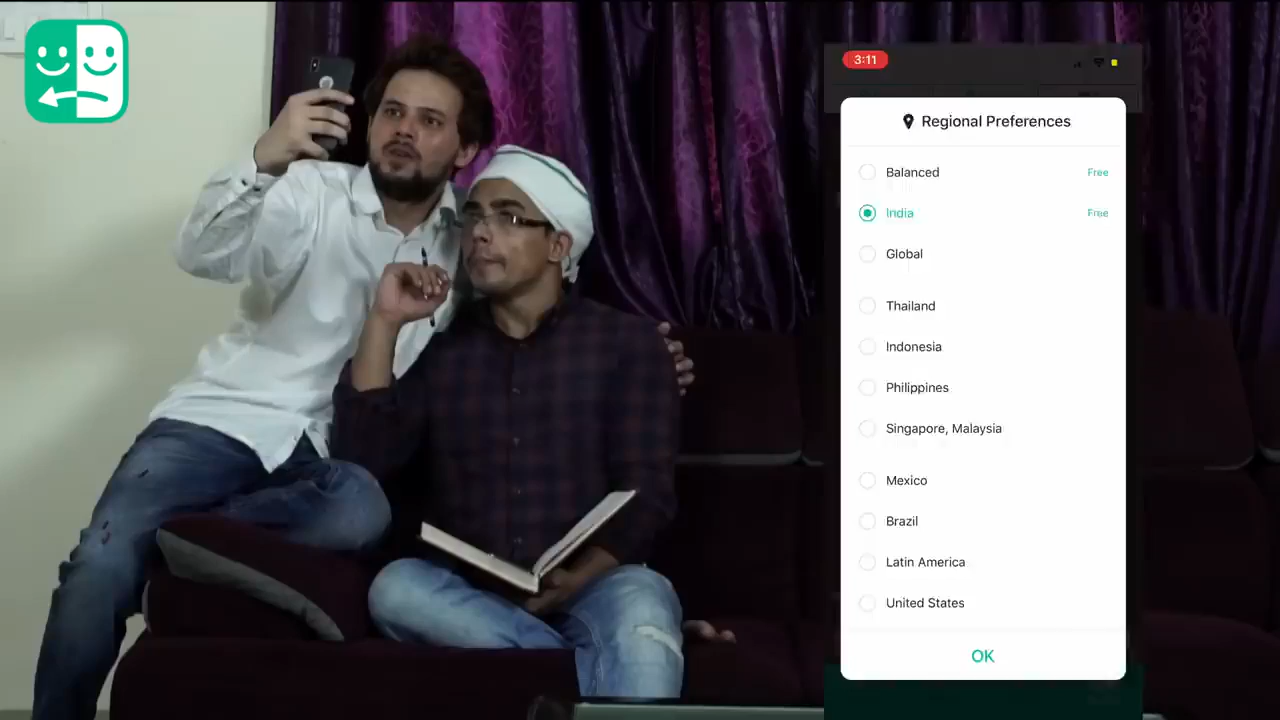 3:11
Regional Preferences
Balanced Free
India Free
Global
Thailand
Indonesia
Philippines
Singapore, Malaysia
Mexico
Brazil
Latin America
United States
OK